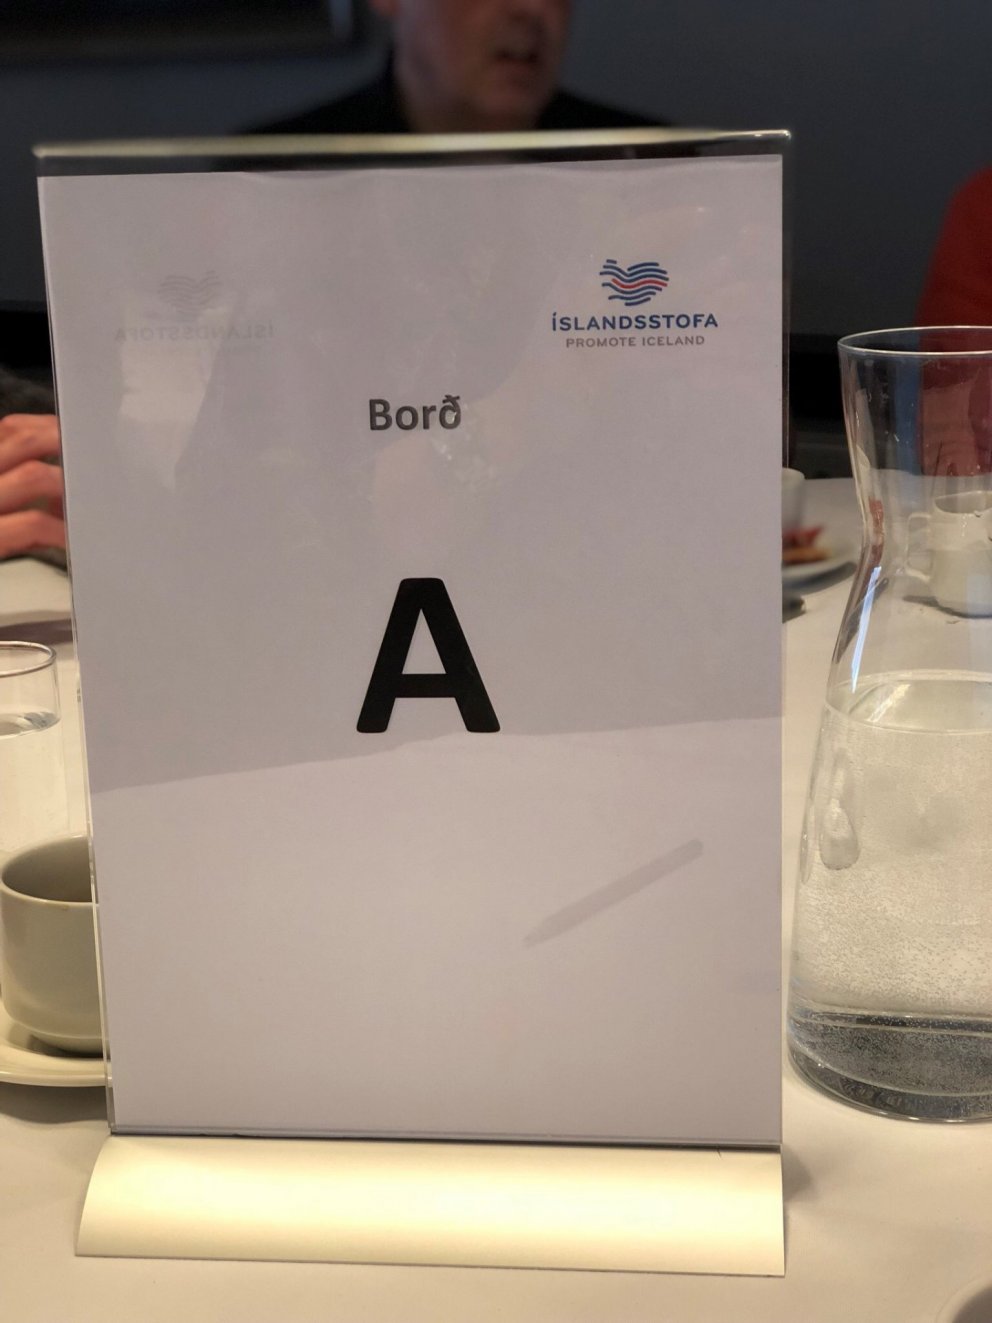 ÍSLANDSSTOFA
PROMOTE ICELAND
Borð
A